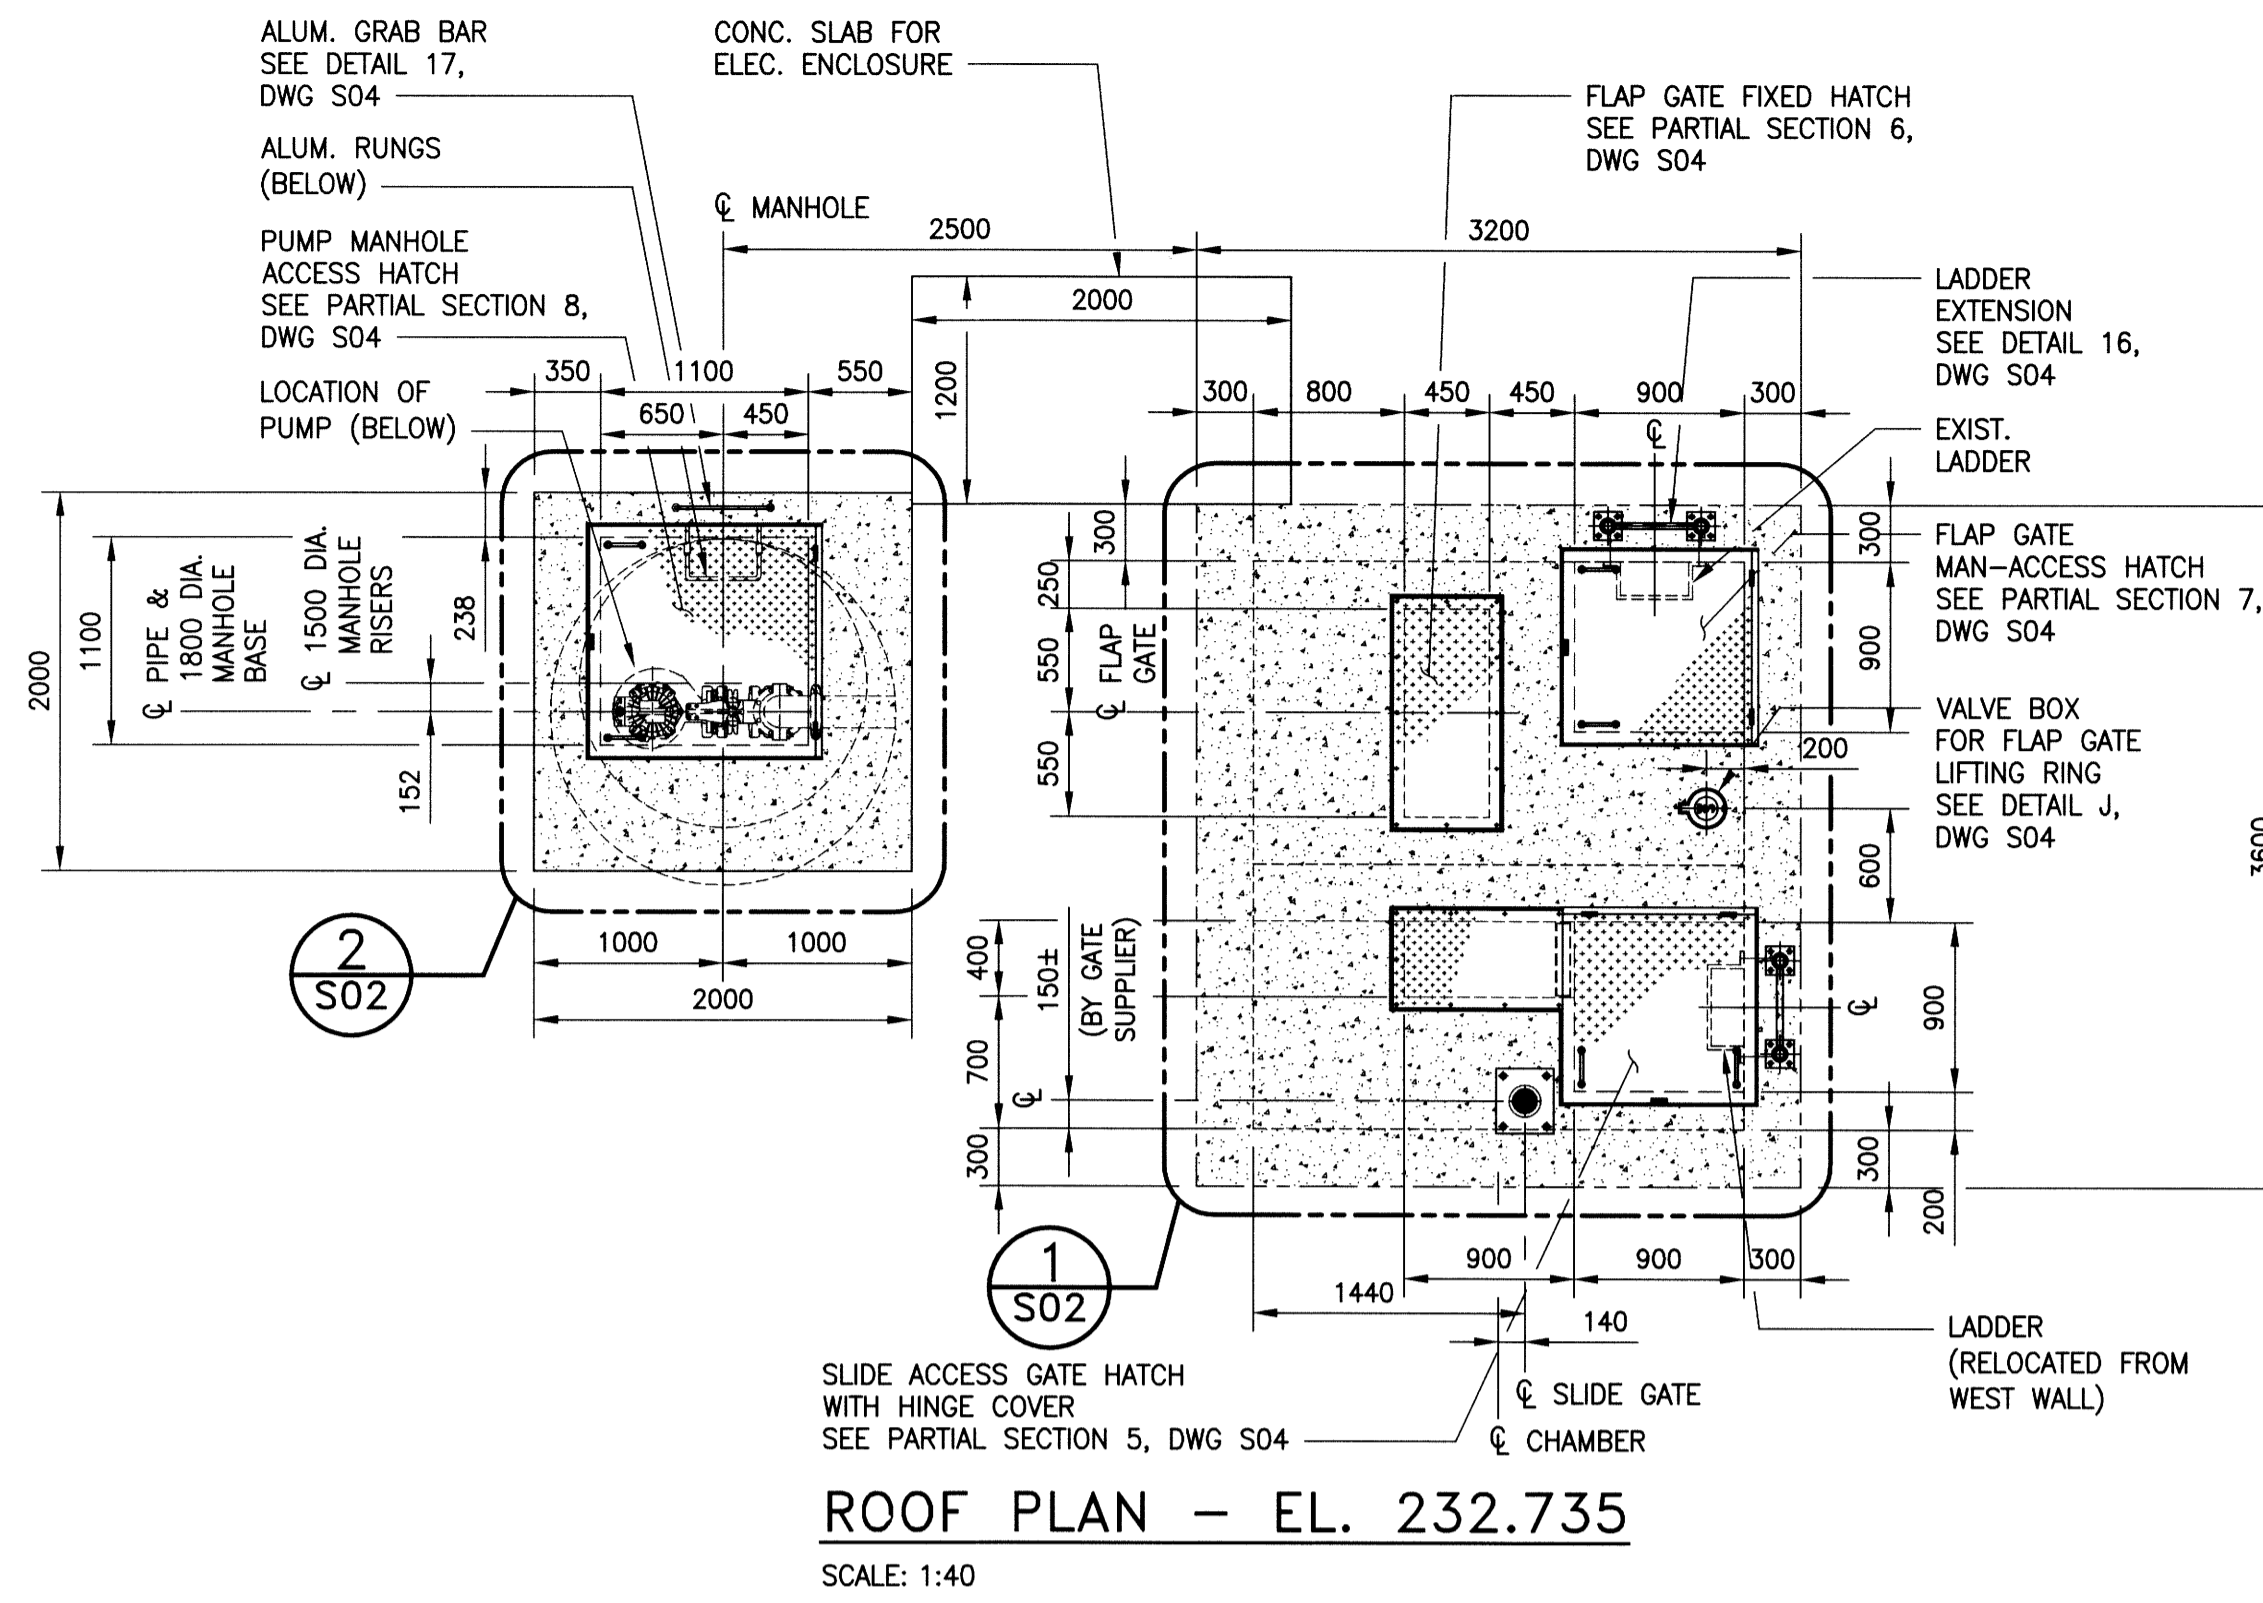 ALUM. GRAB BAR
SEE DETAIL 17,
DWG S04
CONC. SLAB FOR
ELEC. ENCLOSURE
FLAP GATE FIXED HATCH
SEE PARTIAL SECTION 6,
DWG S04
ALUM. RUNGS
(BELOW)
℄ MANHOLE
2500
3200
PUMP MANHOLE
ACCESS HATCH
SEE PARTIAL SECTION 8,
DWG S04
LADDER
EXTENSION
SEE DETAIL 16,
DWG S04
2000
1200
350
1100
550
650
450
300
800
450
450
900
300
℄
LOCATION OF
PUMP (BELOW)
EXIST.
LADDER
FLAP GATE
MAN-ACCESS HATCH
SEE PARTIAL SECTION 7,
DWG S04
VALVE BOX
FOR FLAP GATE
LIFTING RING
SEE DETAIL J,
DWG S04
2000
1100
℄ PIPE &
1800 DIA.
MANHOLE
BASE
℄ 1500 DIA.
MANHOLE
RISERS
238
152
300
250
550
550
℄ FLAP
GATE
300
900
200
600
3600
1000
1000
2000
2
S02
400
700
300
150±
(BY GATE
SUPPLIER)
℄
℄
900
300
200
1
S02
900
900
300
1440
140
℄ SLIDE GATE
℄ CHAMBER
LADDER
(RELOCATED FROM
WEST WALL)
SLIDE ACCESS GATE HATCH
WITH HINGE COVER
SEE PARTIAL SECTION 5, DWG S04
ROOF PLAN – EL. 232.735
SCALE: 1:40